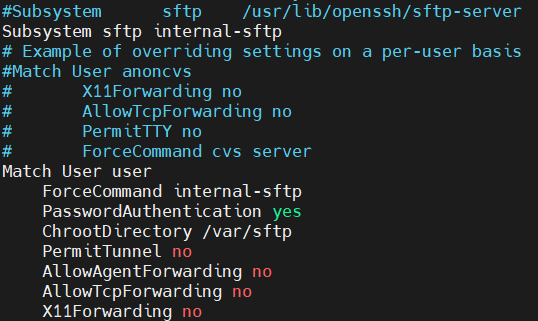 #Subsystem      sftp    /usr/lib/openssh/sftp-server
Subsystem sftp internal-sftp
# Example of overriding settings on a per-user basis
#Match User anoncvs
#       X11Forwarding no
#       AllowTcpForwarding no
#       PermitTTY no
#       ForceCommand cvs server
Match User user
    ForceCommand internal-sftp
    PasswordAuthentication yes
    ChrootDirectory /var/sftp
    PermitTunnel no
    AllowAgentForwarding no
    AllowTcpForwarding no
    X11Forwarding no